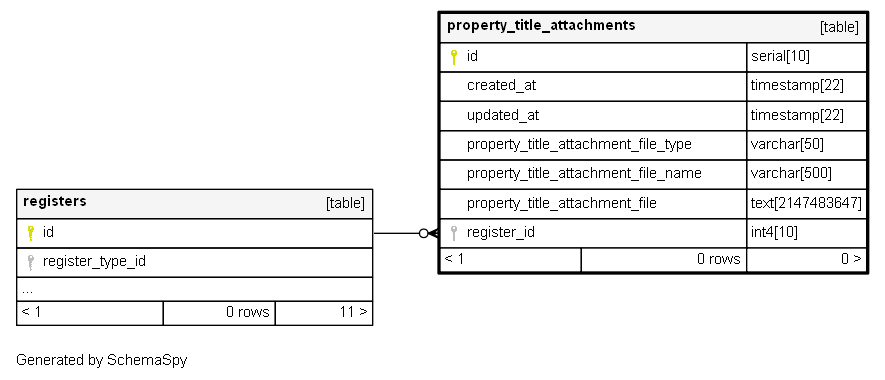 property_title_attachments [table]
id serial[10]
created_at timestamp[22]
updated_at timestamp[22]
property_title_attachment_file_type varchar[50]
property_title_attachment_file_name varchar[500]
property_title_attachment_file text[2147483647]
register_id int4[10]
< 1 0 rows 0 >
registers [table]
id
register_type_id
...
< 1 0 rows 11 >
Generated by SchemaSpy